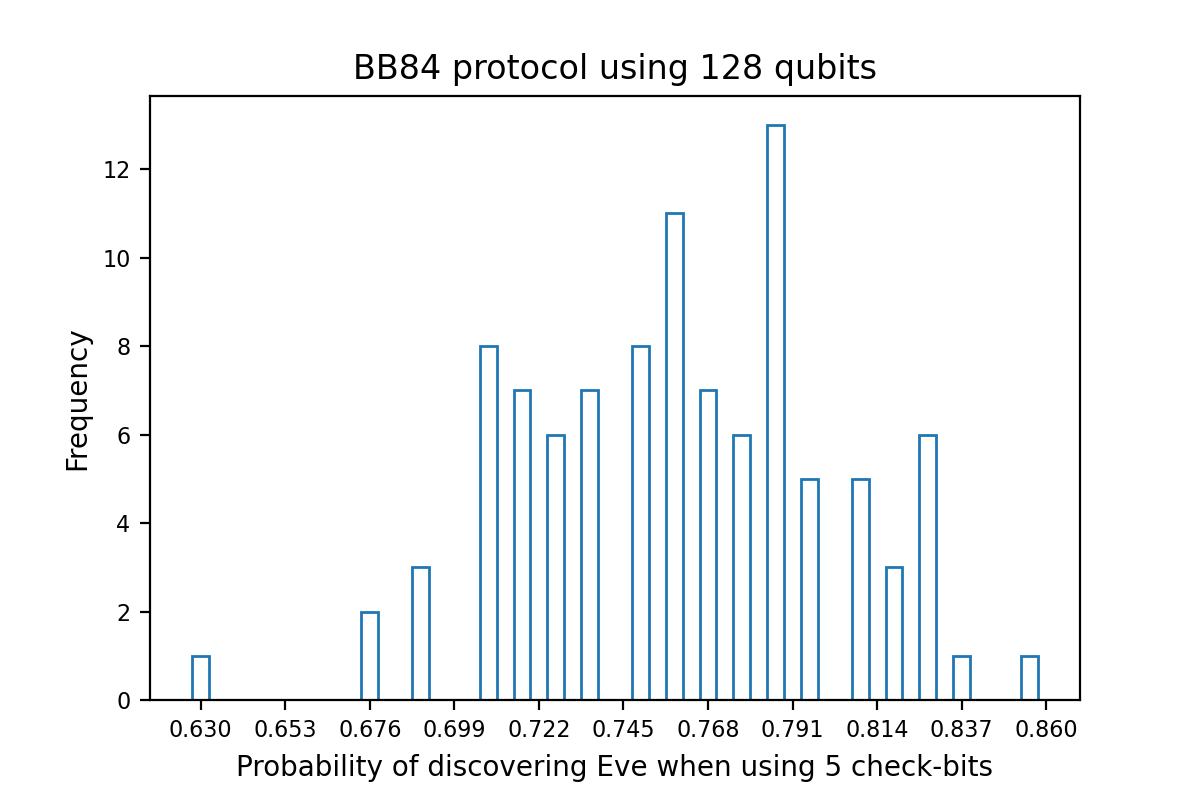 BB84 protocol using 128 qubits
12
10
8
6
4
2
0
Frequency
0.630 0.653 0.676 0.699 0.722 0.745 0.768 0.791 0.814 0.837 0.860
Probability of discovering Eve when using 5 check-bits